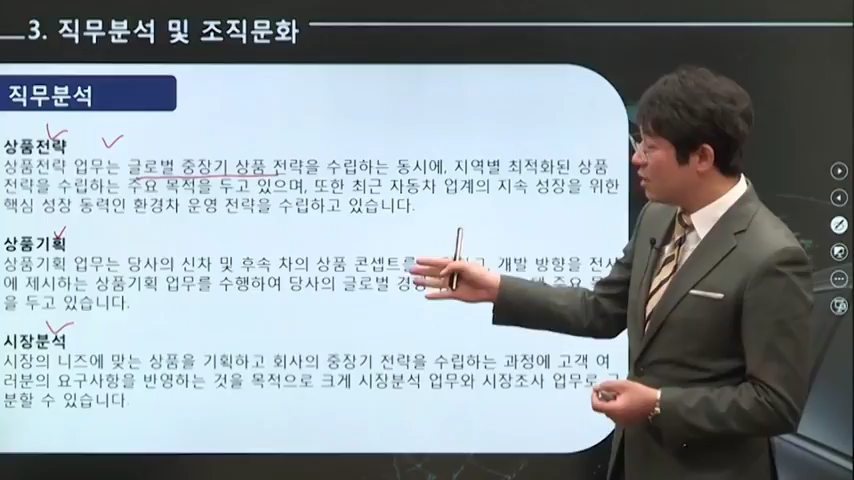 3. 직무분석 및 조직문화
직무분석
상품전략
상품전략 업무는 글로벌 중장기 상품 전략을 수립하는 동시에, 지역별 최적화된 상품
전략을 수립하는 주요 목적을 두고 있으며, 또한 최근 자동차 업계의 지속 성장을 위한
핵심 성장 동력인 환경차 운영 전략을 수립하고 있습니다.
상품기획
상품기획 업무는 당사의 신차 및 후속 차의 상품 콘셉트를 개발 방향을 전사
에 제시하는 상품기획 업무를 수행하여 당사의 글로벌 중요
을 두고 있습니다.
시장분석
시장의 니즈에 맞는 상품을 기획하고 회사의 중장기 전략을 수립하는 과정에 고객 여
러분의 요구사항을 반영하는 것을 목적으로 크게 시장분석 업무와 시장조사 업무로 구
분할 수 있습니다.